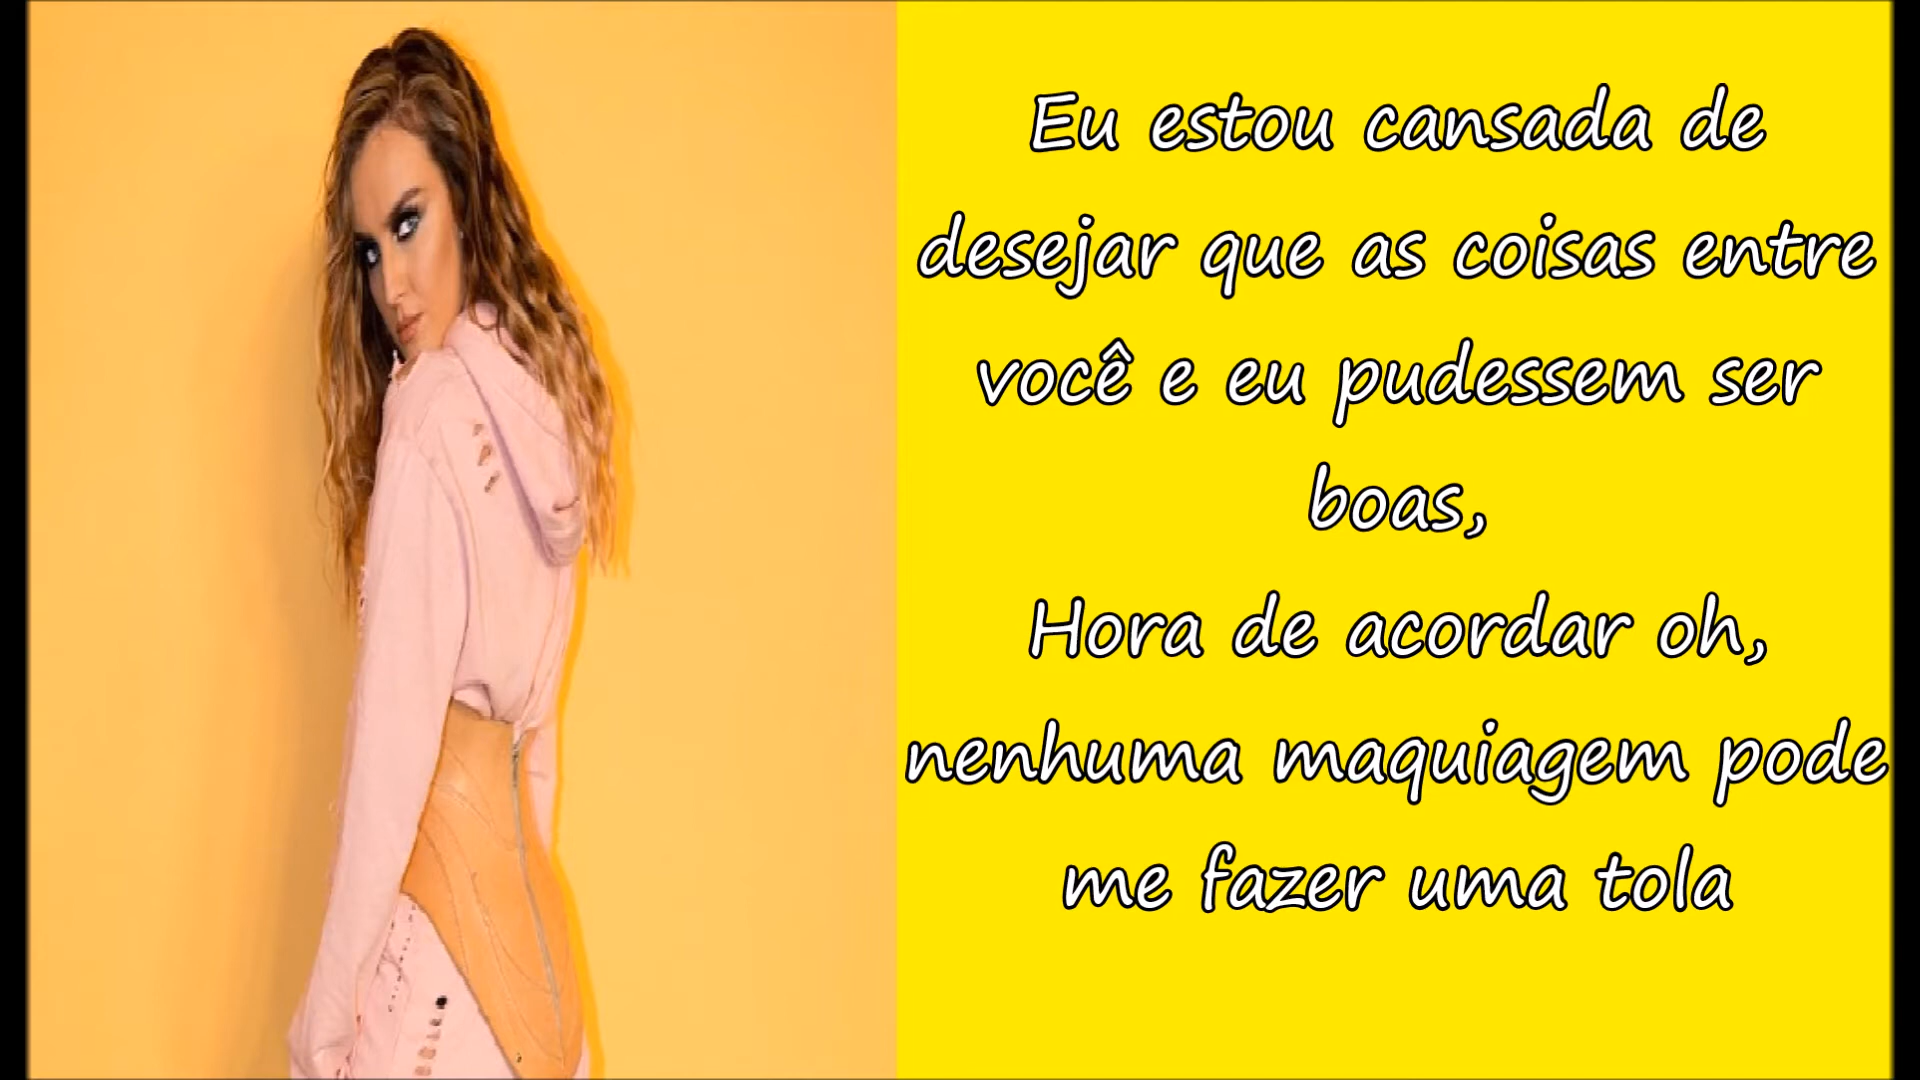 Eu estou cansada de
desejar que as coisas entre
você e eu pudessem ser
boas,
Hora de acordar oh,
nenhuma maquiagem pode
me fazer uma tola